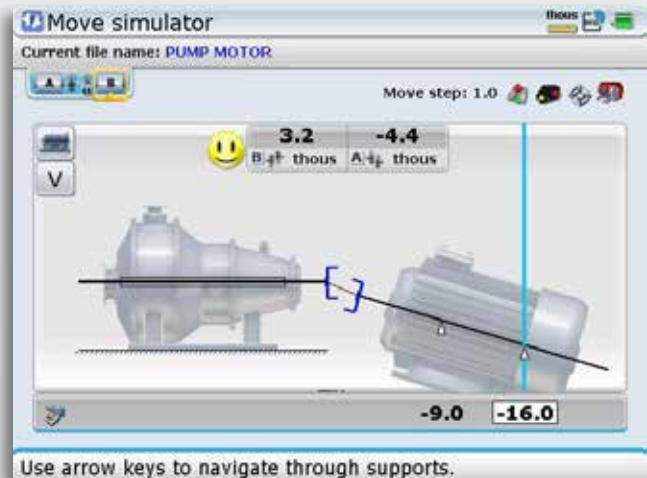 Move simulator
thous
Current file name: PUMP MOTOR
A B
Move step: 1.0
3.2 -4.4
B thous A thous
V
-9.0 -16.0
Use arrow keys to navigate through supports.